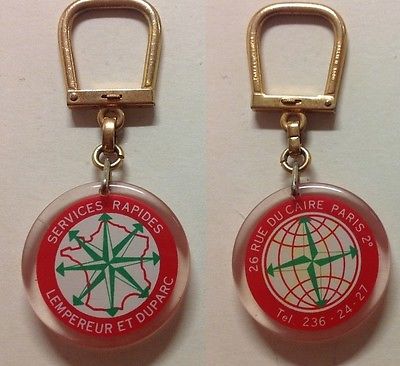 SERVICES RAPIDES
LEMPEREUR ET DUPARC
26 RUE DU CAIRE PARIS 2e
Tel. 236-24-27